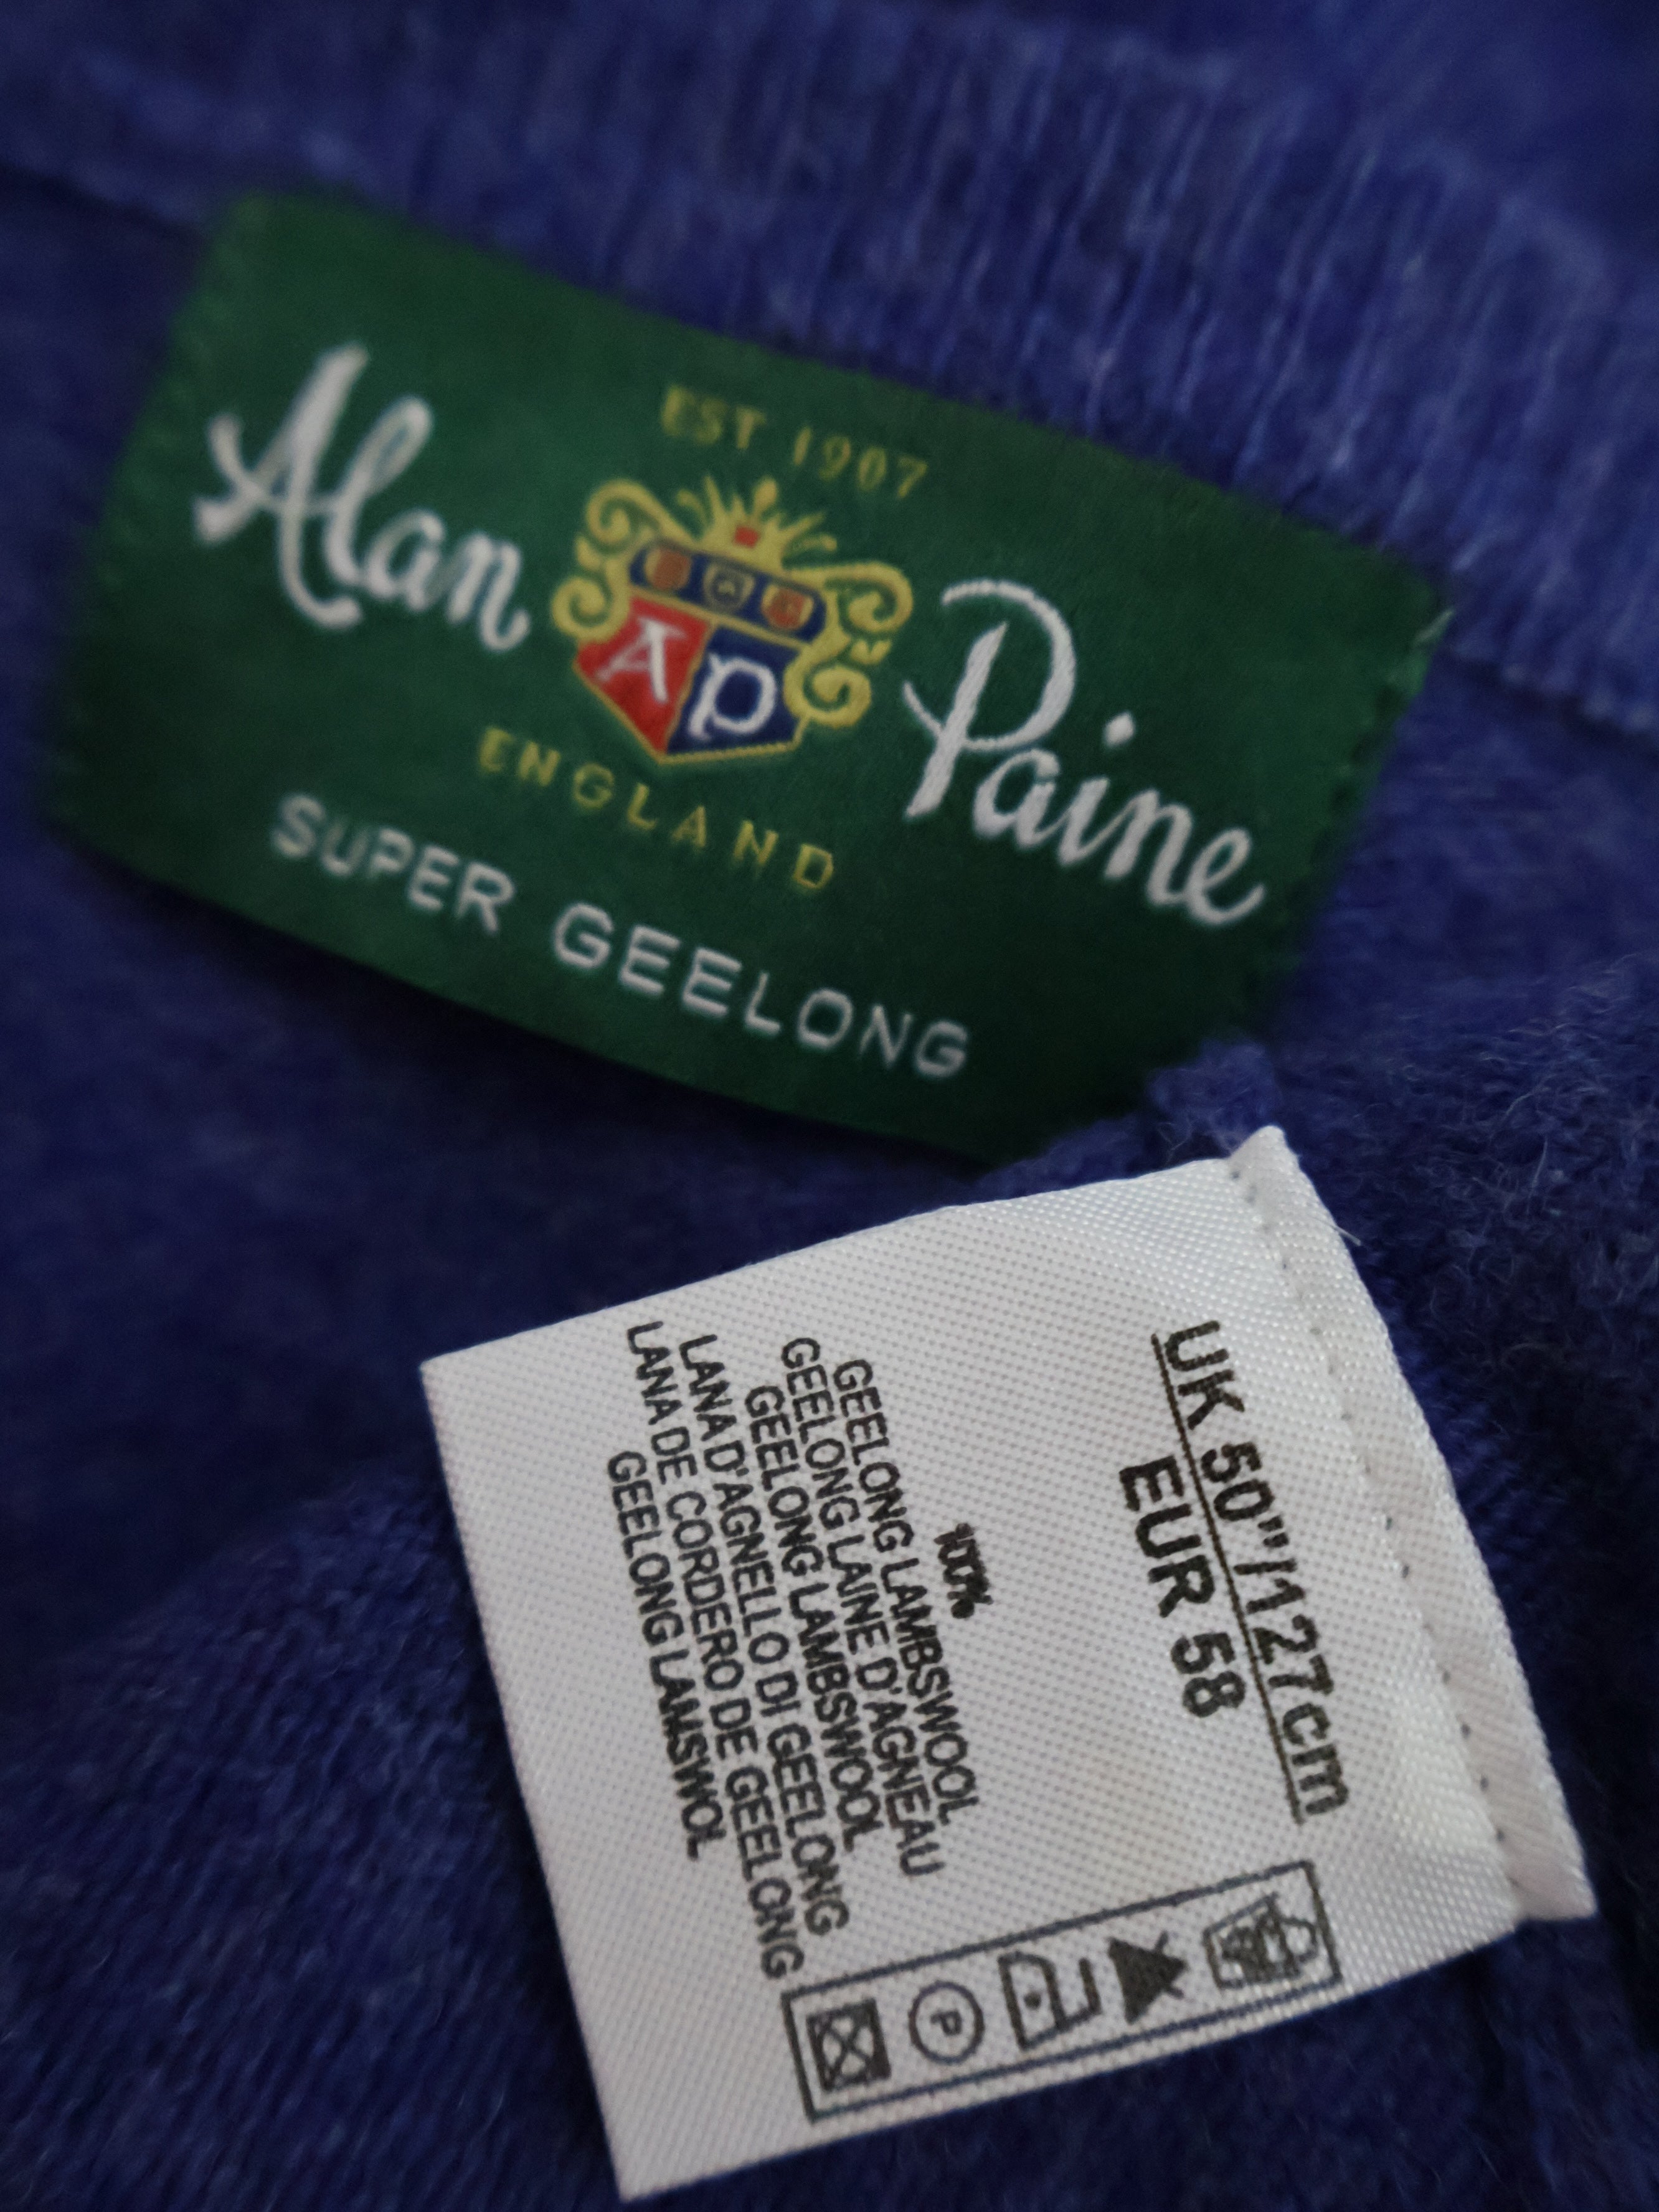 EST 1907
Alan Paine
AP
ENGLAND
SUPER GEELONG
UK 50"/127cm
EUR 58
100%
GEELONG LAMBSWOOL
GEELONG LAINE D'AGNEAU
GEELONG LAMBSWOOL
LANA D'AGNELLO DI GEELONG
LANA DE CORDERO DE GEELONG
GEELONG LAMSWOL
P